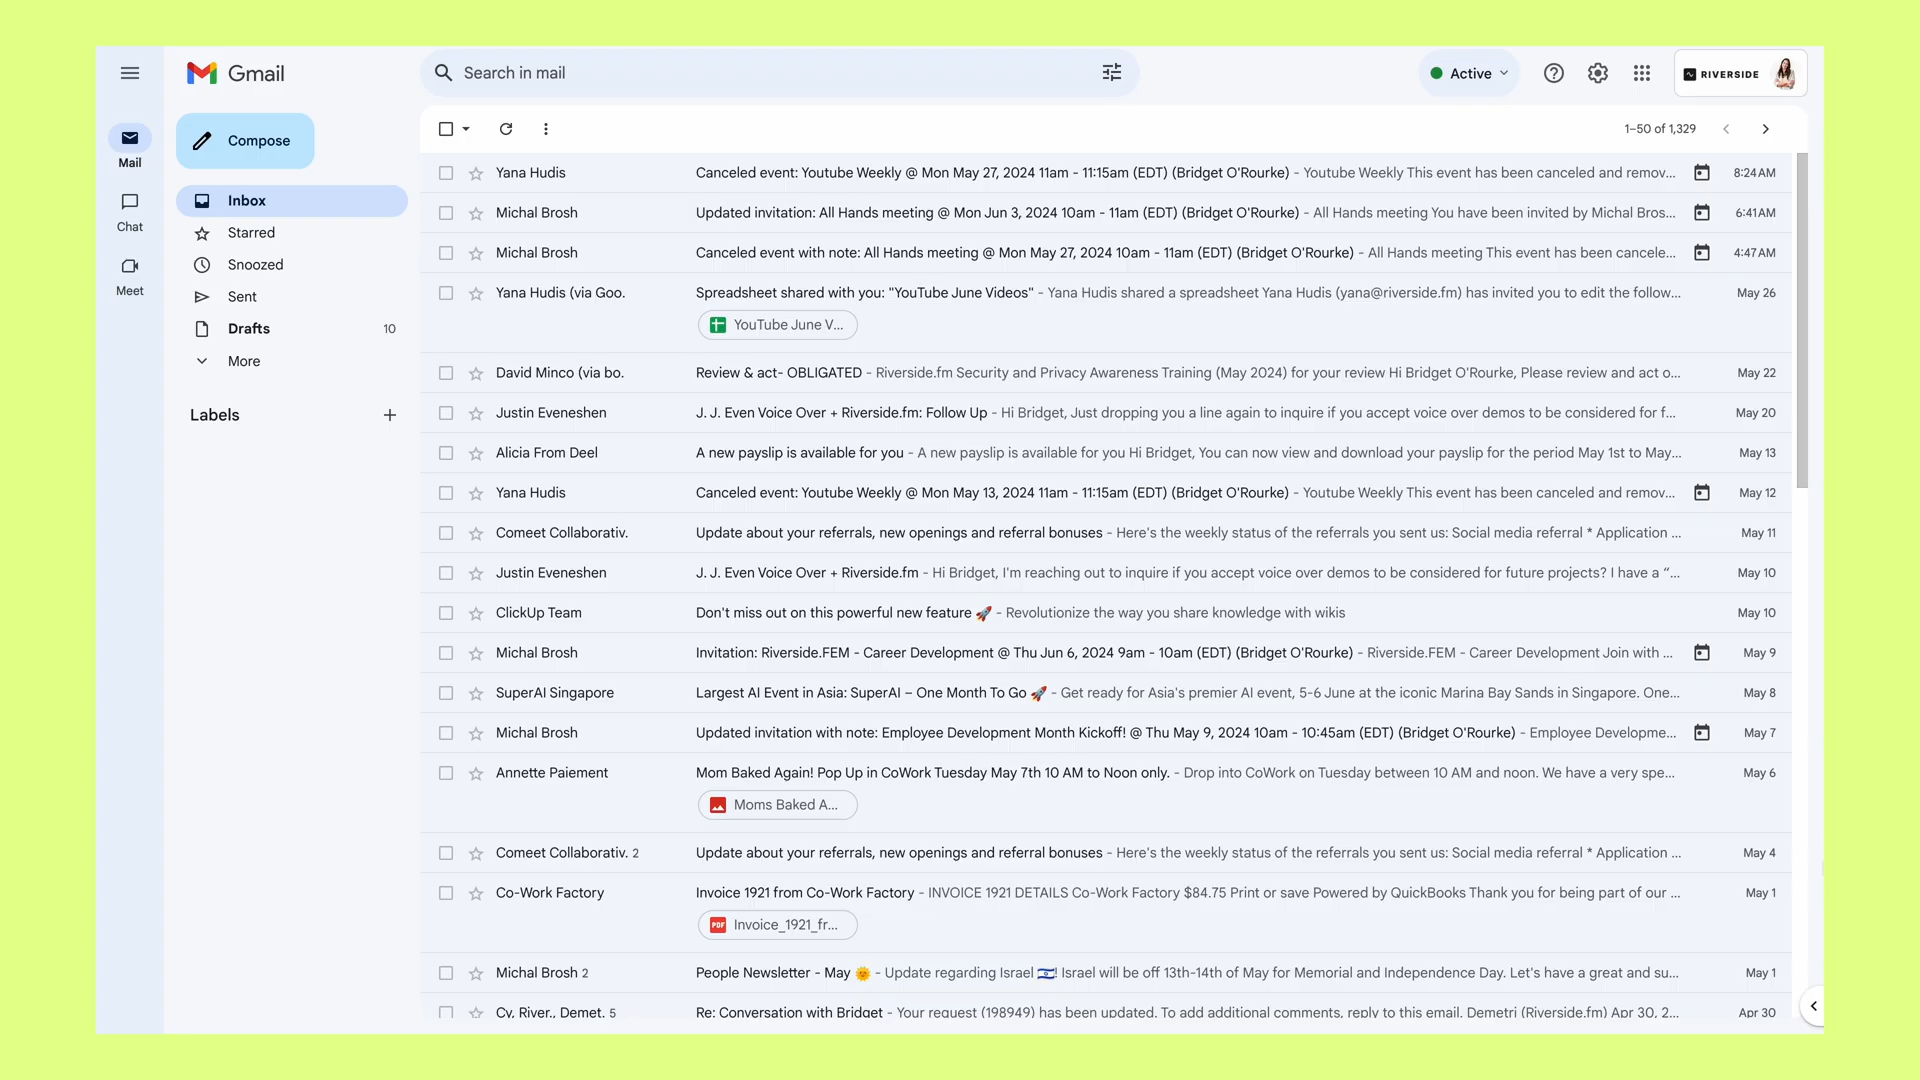 Gmail
Search in mail
Active
RIVERSIDE
Compose
1–50 of 1,329
Mail
Chat
Meet
Inbox
Starred
Snoozed
Sent
Drafts 10
More
Labels
Yana Hudis Canceled event: Youtube Weekly @ Mon May 27, 2024 11am - 11:15am (EDT) (Bridget O'Rourke) - Youtube Weekly This event has been canceled and remov... 8:24 AM
Michal Brosh Updated invitation: All Hands meeting @ Mon Jun 3, 2024 10am - 11am (EDT) (Bridget O'Rourke) - All Hands meeting You have been invited by Michal Bros... 6:41 AM
Michal Brosh Canceled event with note: All Hands meeting @ Mon May 27, 2024 10am - 11am (EDT) (Bridget O'Rourke) - All Hands meeting This event has been cancele... 4:47 AM
Yana Hudis (via Goo. Spreadsheet shared with you: "YouTube June Videos" - Yana Hudis shared a spreadsheet Yana Hudis (yana@riverside.fm) has invited you to edit the follow... May 26
YouTube June V...
David Minco (via bo. Review & act- OBLIGATED - Riverside.fm Security and Privacy Awareness Training (May 2024) for your review Hi Bridget O'Rourke, Please review and act o... May 22
Justin Eveneshen J. J. Even Voice Over + Riverside.fm: Follow Up - Hi Bridget, Just dropping you a line again to inquire if you accept voice over demos to be considered for f... May 20
Alicia From Deel A new payslip is available for you - A new payslip is available for you Hi Bridget, You can now view and download your payslip for the period May 1st to May... May 13
Yana Hudis Canceled event: Youtube Weekly @ Mon May 13, 2024 11am - 11:15am (EDT) (Bridget O'Rourke) - Youtube Weekly This event has been canceled and remov... May 12
Comeet Collaborativ. Update about your referrals, new openings and referral bonuses - Here's the weekly status of the referrals you sent us: Social media referral * Application ... May 11
Justin Eveneshen J. J. Even Voice Over + Riverside.fm - Hi Bridget, I'm reaching out to inquire if you accept voice over demos to be considered for future projects? I have a “... May 10
ClickUp Team Don't miss out on this powerful new feature 🚀 - Revolutionize the way you share knowledge with wikis May 10
Michal Brosh Invitation: Riverside.FEM - Career Development @ Thu Jun 6, 2024 9am - 10am (EDT) (Bridget O'Rourke) - Riverside.FEM - Career Development Join with ... May 9
SuperAI Singapore Largest AI Event in Asia: SuperAI – One Month To Go 🚀 - Get ready for Asia's premier AI event, 5-6 June at the iconic Marina Bay Sands in Singapore. One... May 8
Michal Brosh Updated invitation with note: Employee Development Month Kickoff! @ Thu May 9, 2024 10am - 10:45am (EDT) (Bridget O'Rourke) - Employee Developme... May 7
Annette Paiement Mom Baked Again! Pop Up in CoWork Tuesday May 7th 10 AM to Noon only. - Drop into CoWork on Tuesday between 10 AM and noon. We have a very spe... May 6
Moms Baked A...
Comeet Collaborativ. 2 Update about your referrals, new openings and referral bonuses - Here's the weekly status of the referrals you sent us: Social media referral * Application ... May 4
Co-Work Factory Invoice 1921 from Co-Work Factory - INVOICE 1921 DETAILS Co-Work Factory $84.75 Print or save Powered by QuickBooks Thank you for being part of our ... May 1
PDF Invoice_1921_fr...
Michal Brosh 2 People Newsletter - May 🌞 - Update regarding Israel 🇮🇱! Israel will be off 13th-14th of May for Memorial and Independence Day. Let's have a great and su... May 1
Cy, River., Demet. 5 Re: Conversation with Bridget - Your request (198949) has been updated. To add additional comments, reply to this email. Demetri (Riverside.fm) Apr 30, 2... Apr 30